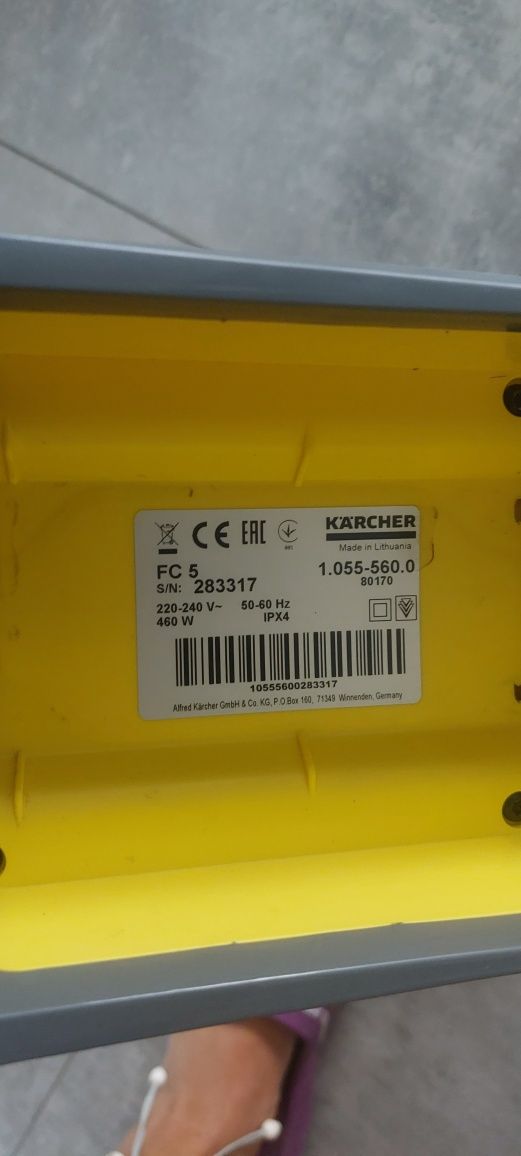 CE EAC KÄRCHER
Made in Lithuania
FC 5 1.055-560.0
S/N: 283317 80170
220-240 V~ 50-60 Hz
460 W IPX4
10555600283317
Alfred Kärcher GmbH & Co. KG, P.O.Box 160, 71349 Winnenden, Germany